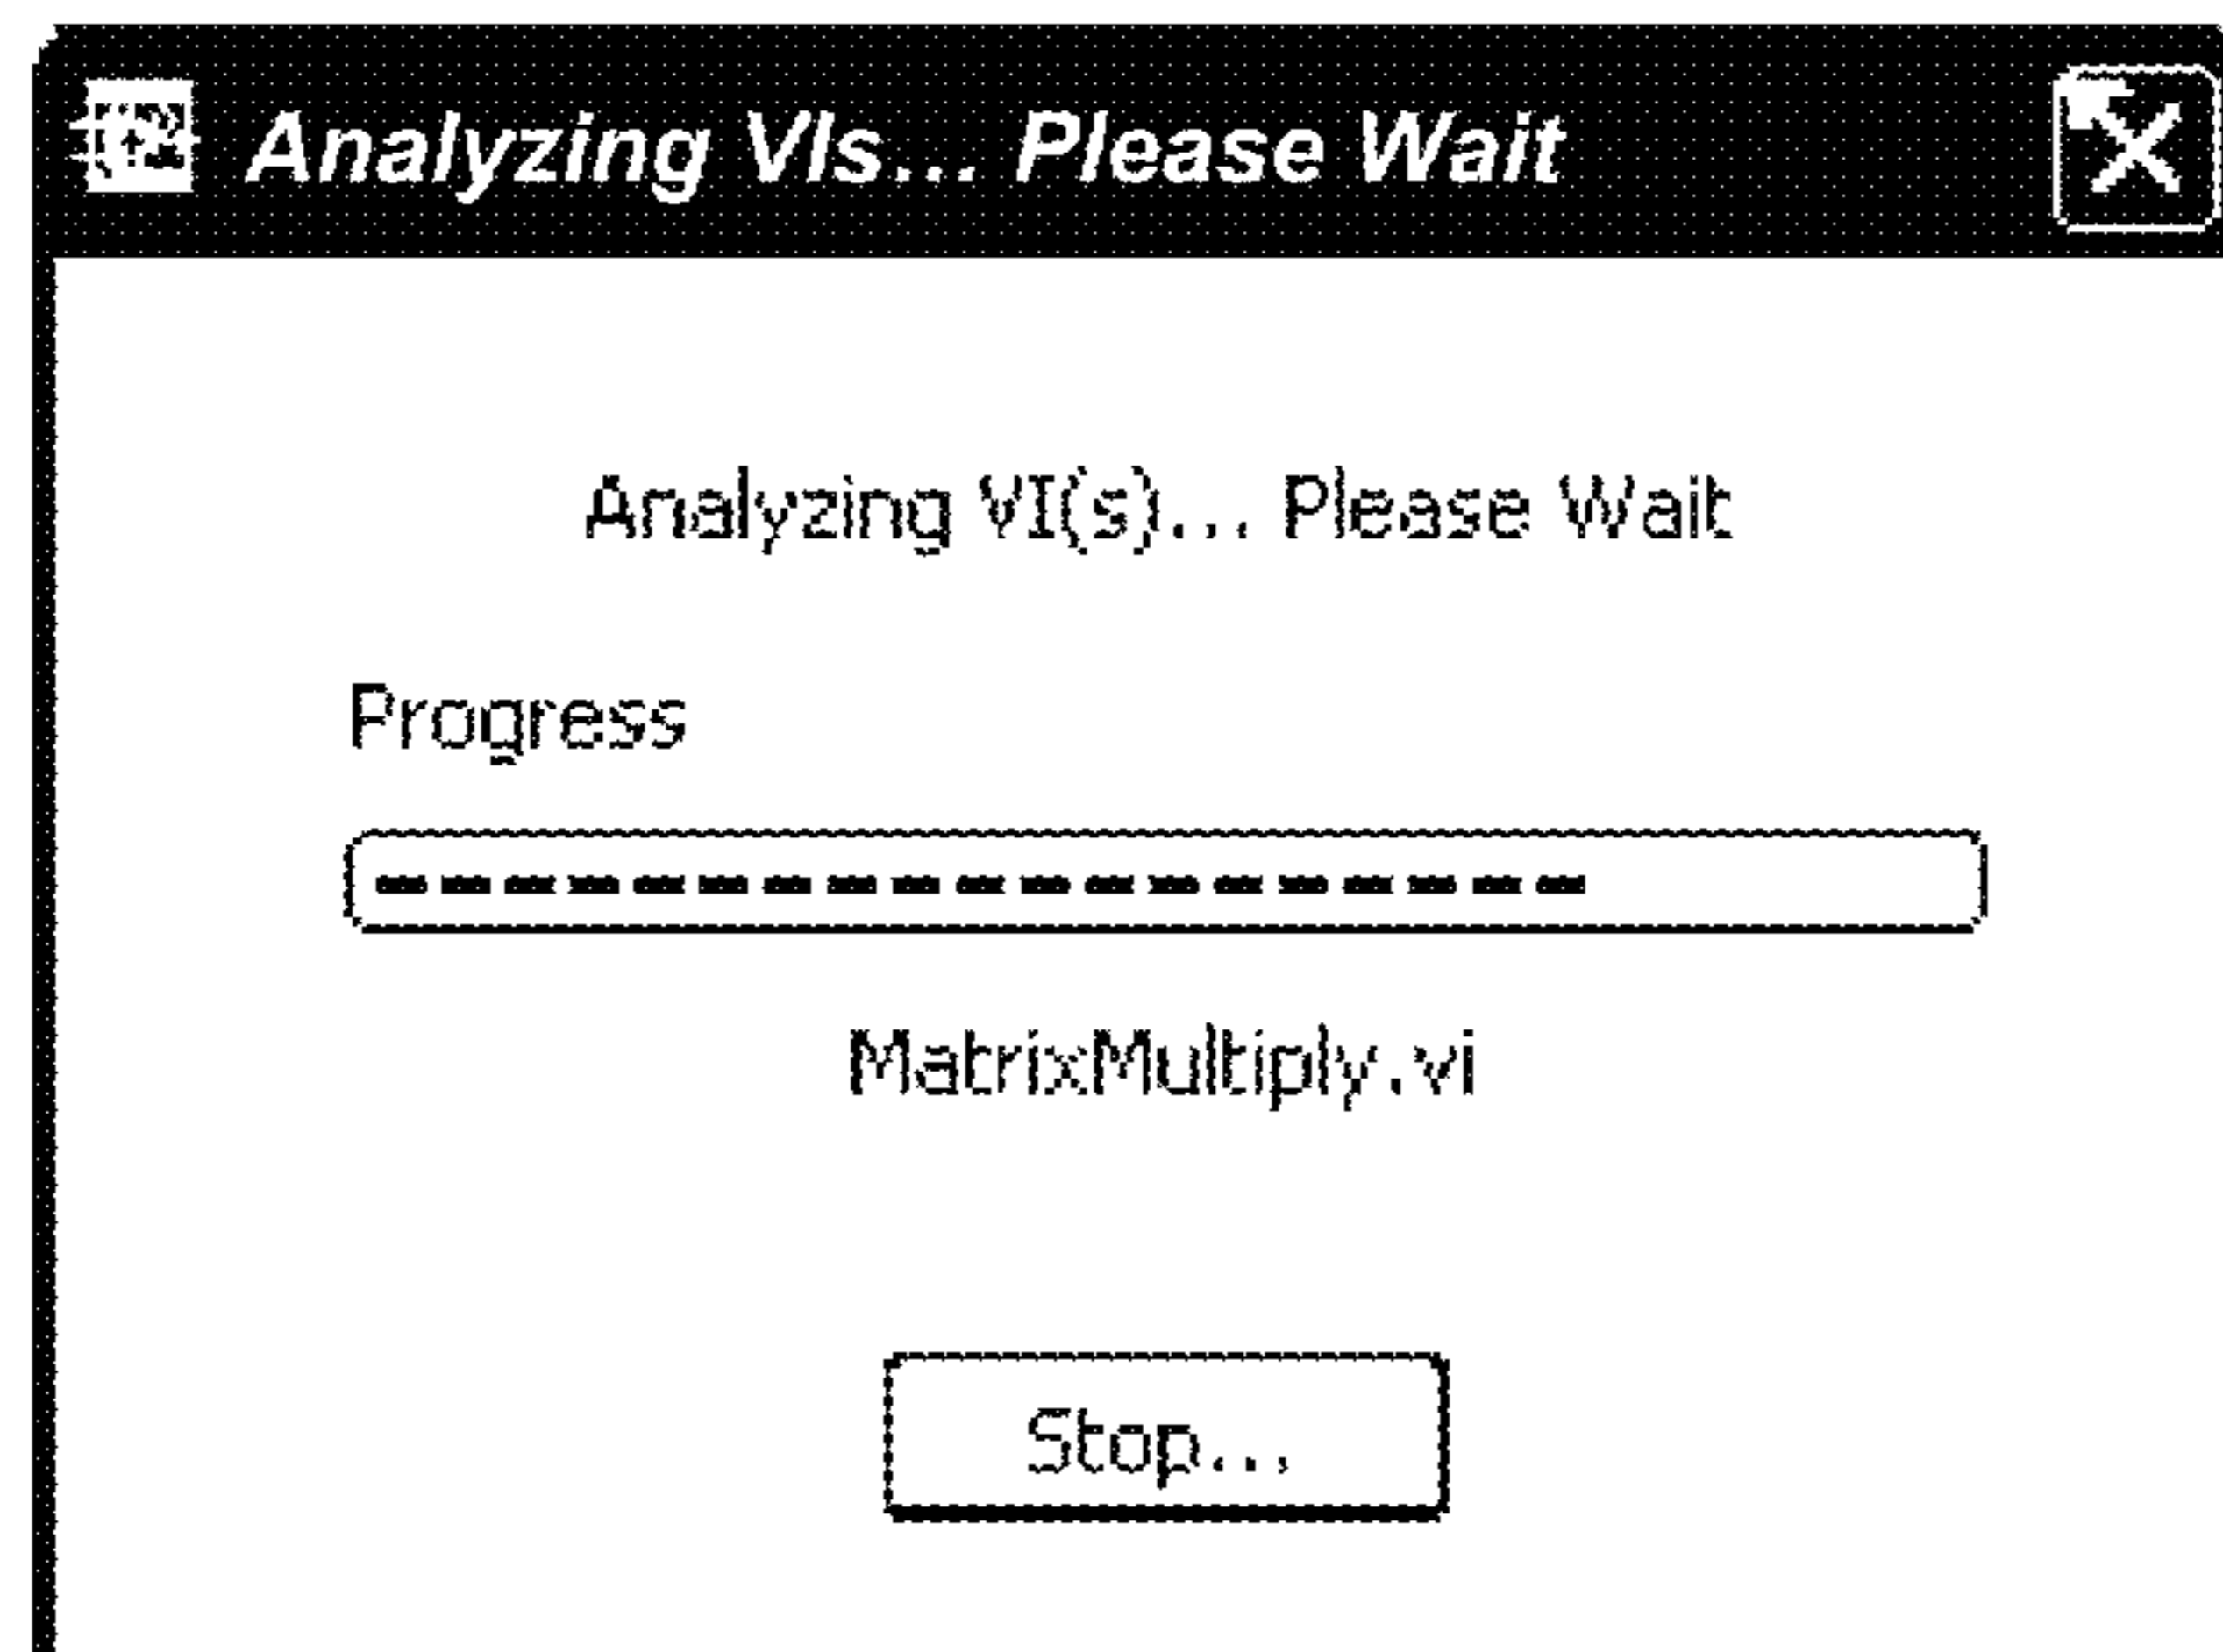 Analyzing VIs... Please Wait
Analyzing VI(s)... Please Wait
Progress
MatrixMultiply.vi
Stop...